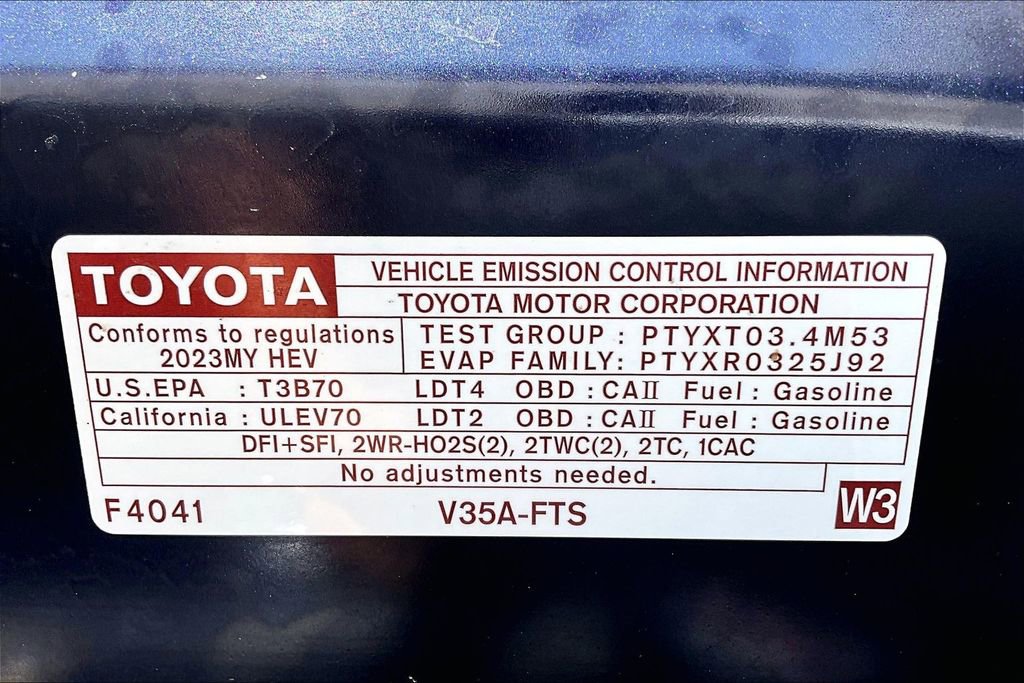 TOYOTA VEHICLE EMISSION CONTROL INFORMATION
TOYOTA MOTOR CORPORATION
Conforms to regulations TEST GROUP : PTYXT03.4M53
2023MY HEV EVAP FAMILY: PTYXR0325J92
U.S.EPA : T3B70 LDT4 OBD : CAII Fuel : Gasoline
California : ULEV70 LDT2 OBD : CAII Fuel : Gasoline
DFI+SFI, 2WR-HO2S(2), 2TWC(2), 2TC, 1CAC
No adjustments needed.
F4041 V35A-FTS W3